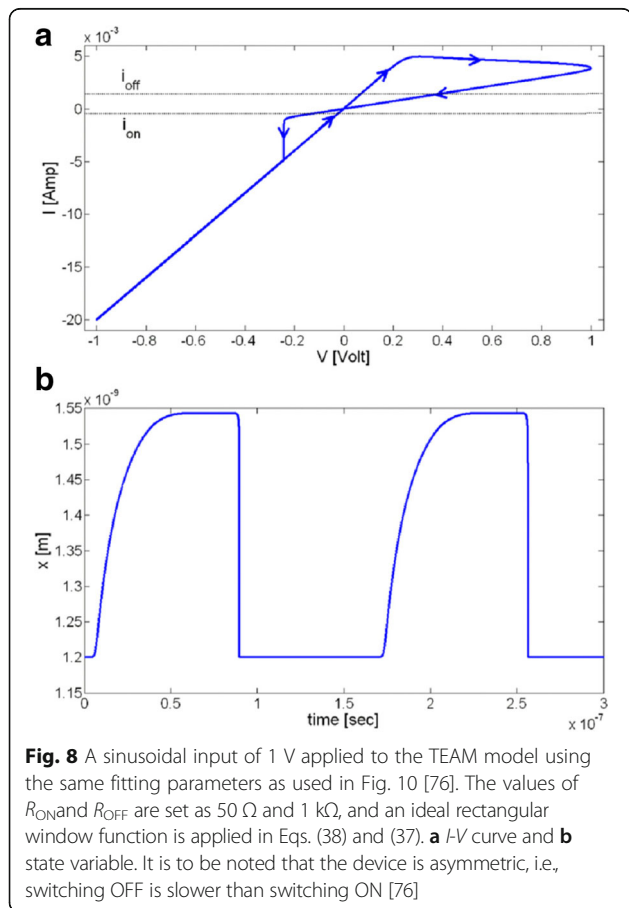 a
x 10⁻³
5
0
-5
-10
-15
-20
i_off
i_on
I [Amp]
-1 -0.8 -0.6 -0.4 -0.2 0 0.2 0.4 0.6 0.8 1
V [Volt]
b
x 10⁻⁹
1.55
1.5
1.45
1.4
1.35
1.3
1.25
1.2
1.15
x [m]
0 0.5 1 1.5 2 2.5 3
time [sec]
x 10⁻⁷
Fig. 8 A sinusoidal input of 1 V applied to the TEAM model using
the same fitting parameters as used in Fig. 10 [76]. The values of
R_ONand R_OFF are set as 50 Ω and 1 kΩ, and an ideal rectangular
window function is applied in Eqs. (38) and (37). a I-V curve and b
state variable. It is to be noted that the device is asymmetric, i.e.,
switching OFF is slower than switching ON [76]